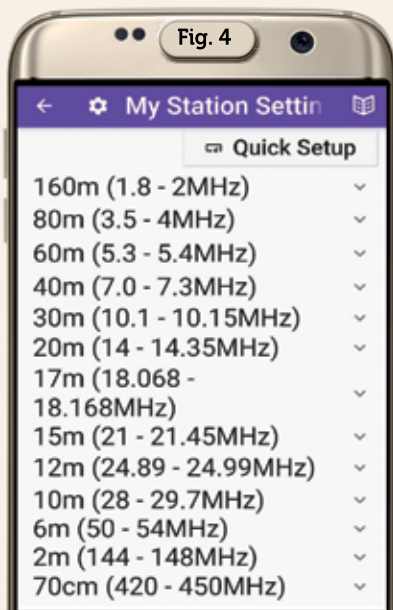 Fig. 4
My Station Settin
Quick Setup
160m (1.8 - 2MHz)
80m (3.5 - 4MHz)
60m (5.3 - 5.4MHz)
40m (7.0 - 7.3MHz)
30m (10.1 - 10.15MHz)
20m (14 - 14.35MHz)
17m (18.068 -
18.168MHz)
15m (21 - 21.45MHz)
12m (24.89 - 24.99MHz)
10m (28 - 29.7MHz)
6m (50 - 54MHz)
2m (144 - 148MHz)
70cm (420 - 450MHz)